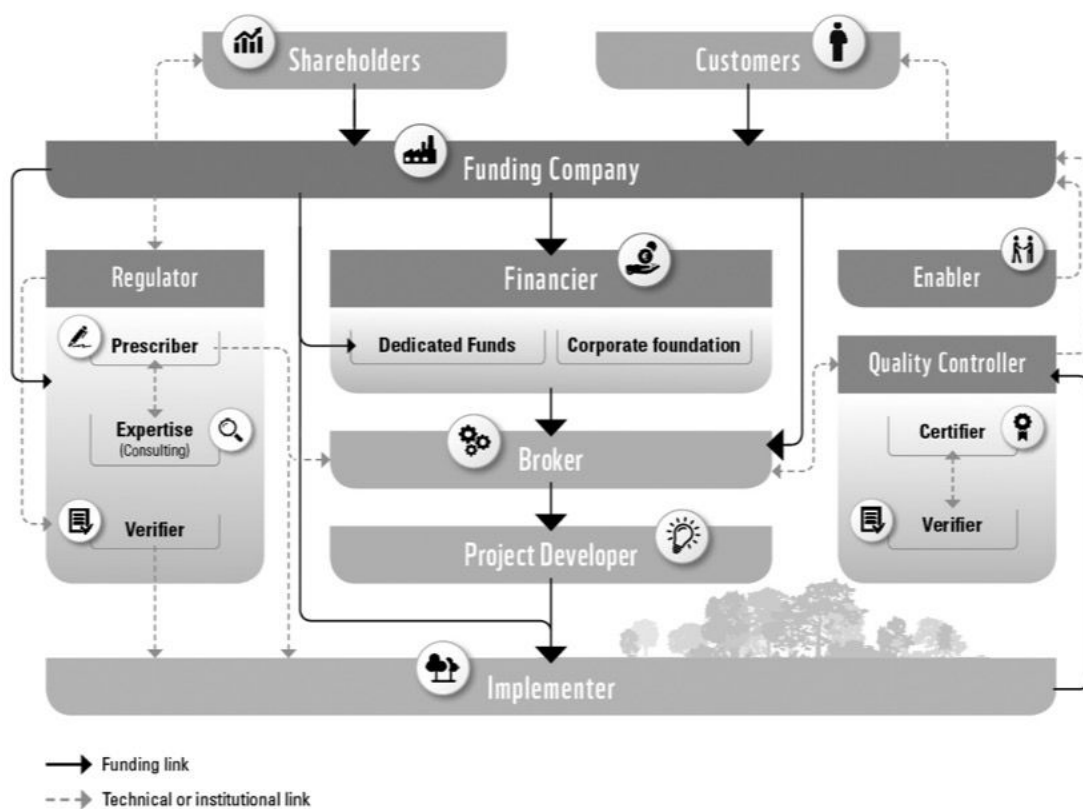 Shareholders
Customers
Funding Company
Regulator
Financier
Enabler
Prescriber
Dedicated Funds
Corporate foundation
Quality Controller
Expertise
(Consulting)
Certifier
Broker
Verifier
Verifier
Project Developer
Implementer
Funding link
Technical or institutional link